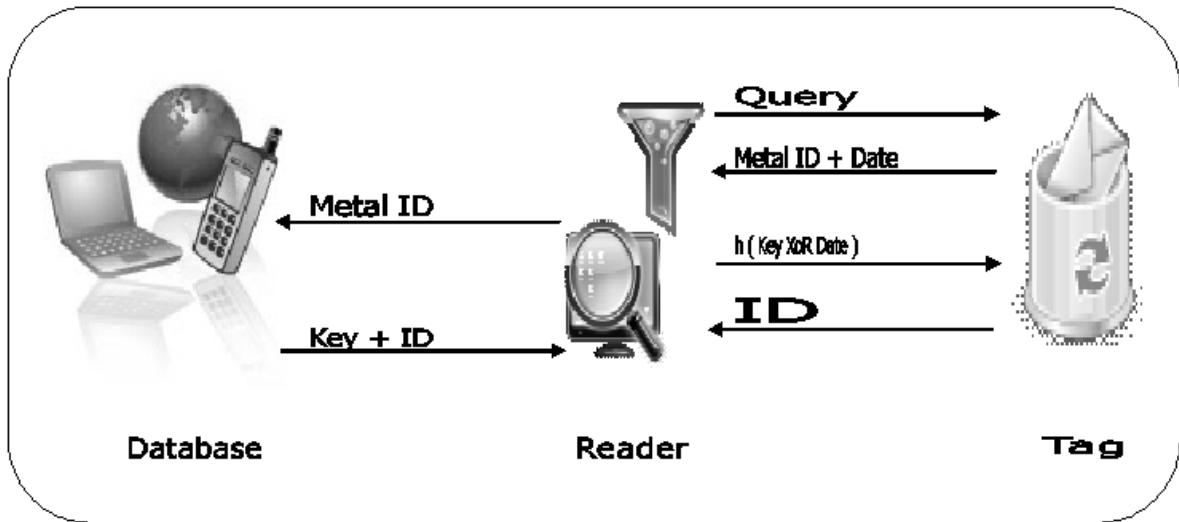 Query
Metal ID + Date
Metal ID
h ( Key XoR Date )
ID
Key + ID
Database
Reader
Tag